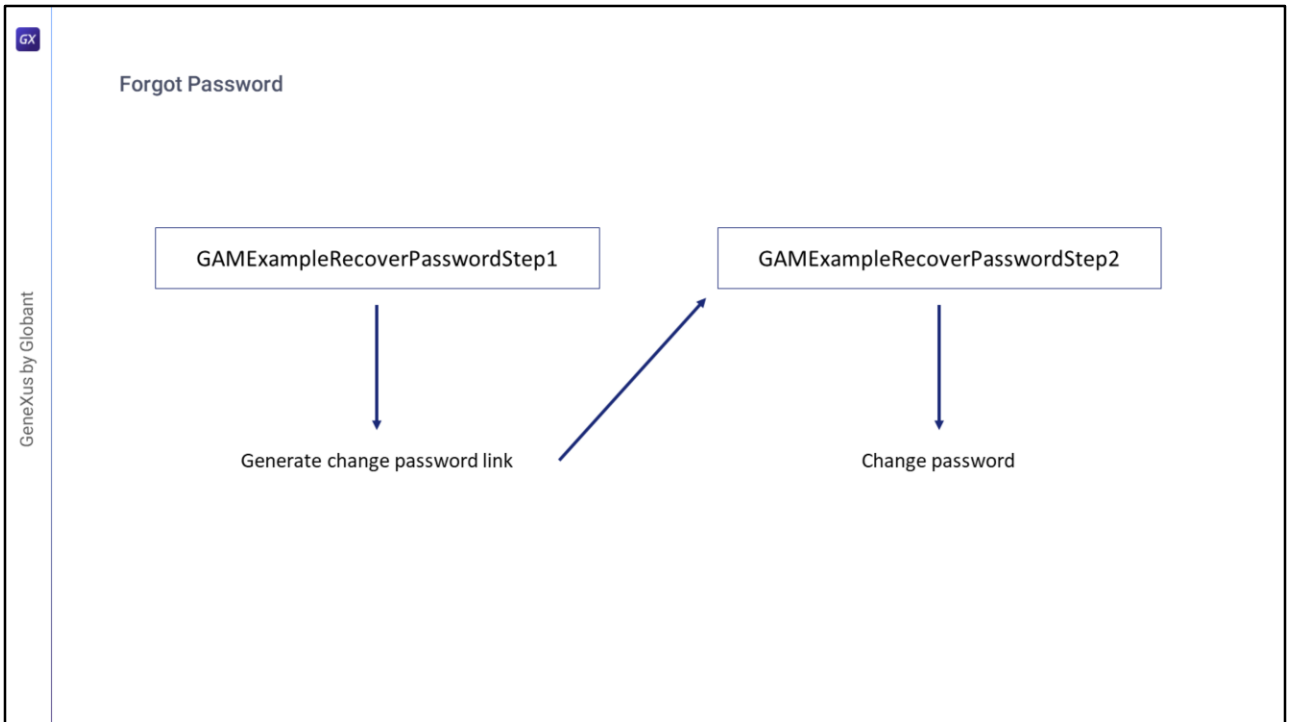 GX
Forgot Password
GAMExampleRecoverPasswordStep1
GAMExampleRecoverPasswordStep2
Generate change password link
Change password
GeneXus by Globant